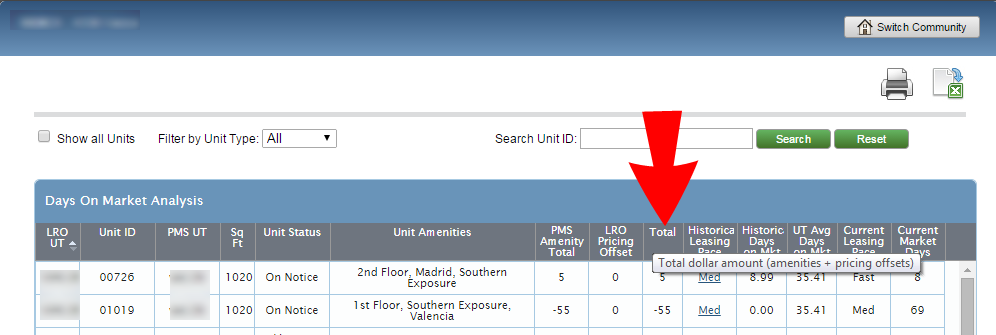 Switch Community
Show all Units Filter by Unit Type: All Search Unit ID: Search Reset
Days On Market Analysis
LRO UT Unit ID PMS UT Sq Ft Unit Status Unit Amenities PMS Amenity Total LRO Pricing Offset Total Historica Leasing Pace Historic Days on Mkt UT Avg Days on Mkt Current Leasing Pace Current Market Days
Total dollar amount (amenities + pricing offsets)
00726 1020 On Notice 2nd Floor, Madrid, Southern Exposure 5 0 5 Med 8.99 35.41 Fast 8
01019 1020 On Notice 1st Floor, Southern Exposure, Valencia -55 0 -55 Med 0.00 35.41 Med 69